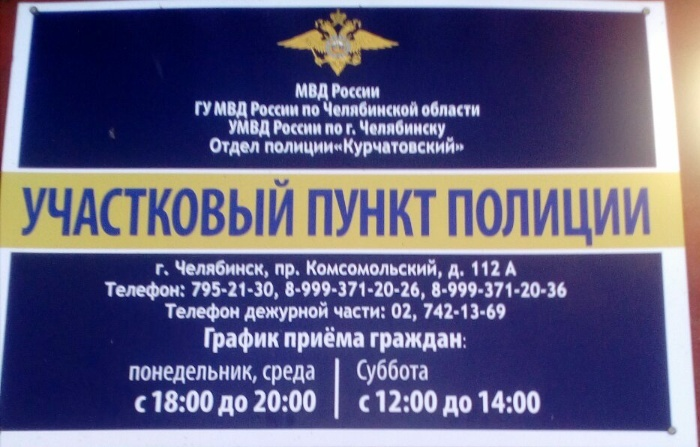 МВД России
ГУ МВД России по Челябинской области
УМВД России по г. Челябинску
Отдел полиции«Курчатовский»
УЧАСТКОВЫЙ ПУНКТ ПОЛИЦИИ
г. Челябинск, пр. Комсомольский, д. 112 А
Телефон: 795-21-30, 8-999-371-20-26, 8-999-371-20-36
Телефон дежурной части: 02, 742-13-69
График приёма граждан:
понедельник, среда
с 18:00 до 20:00
Суббота
с 12:00 до 14:00